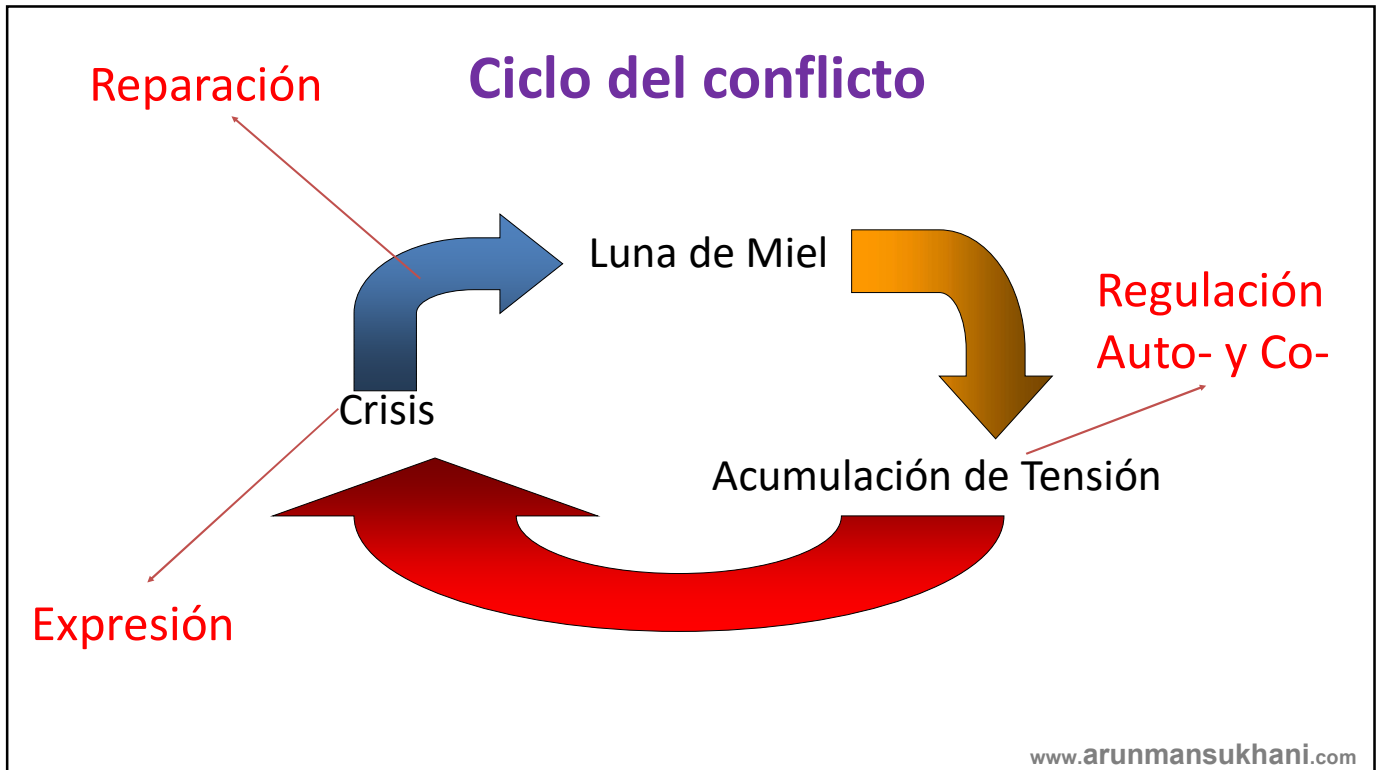 Ciclo del conflicto
Reparación
Luna de Miel
Regulación
Auto- y Co-
Crisis
Acumulación de Tensión
Expresión
www.arunmansukhani.com